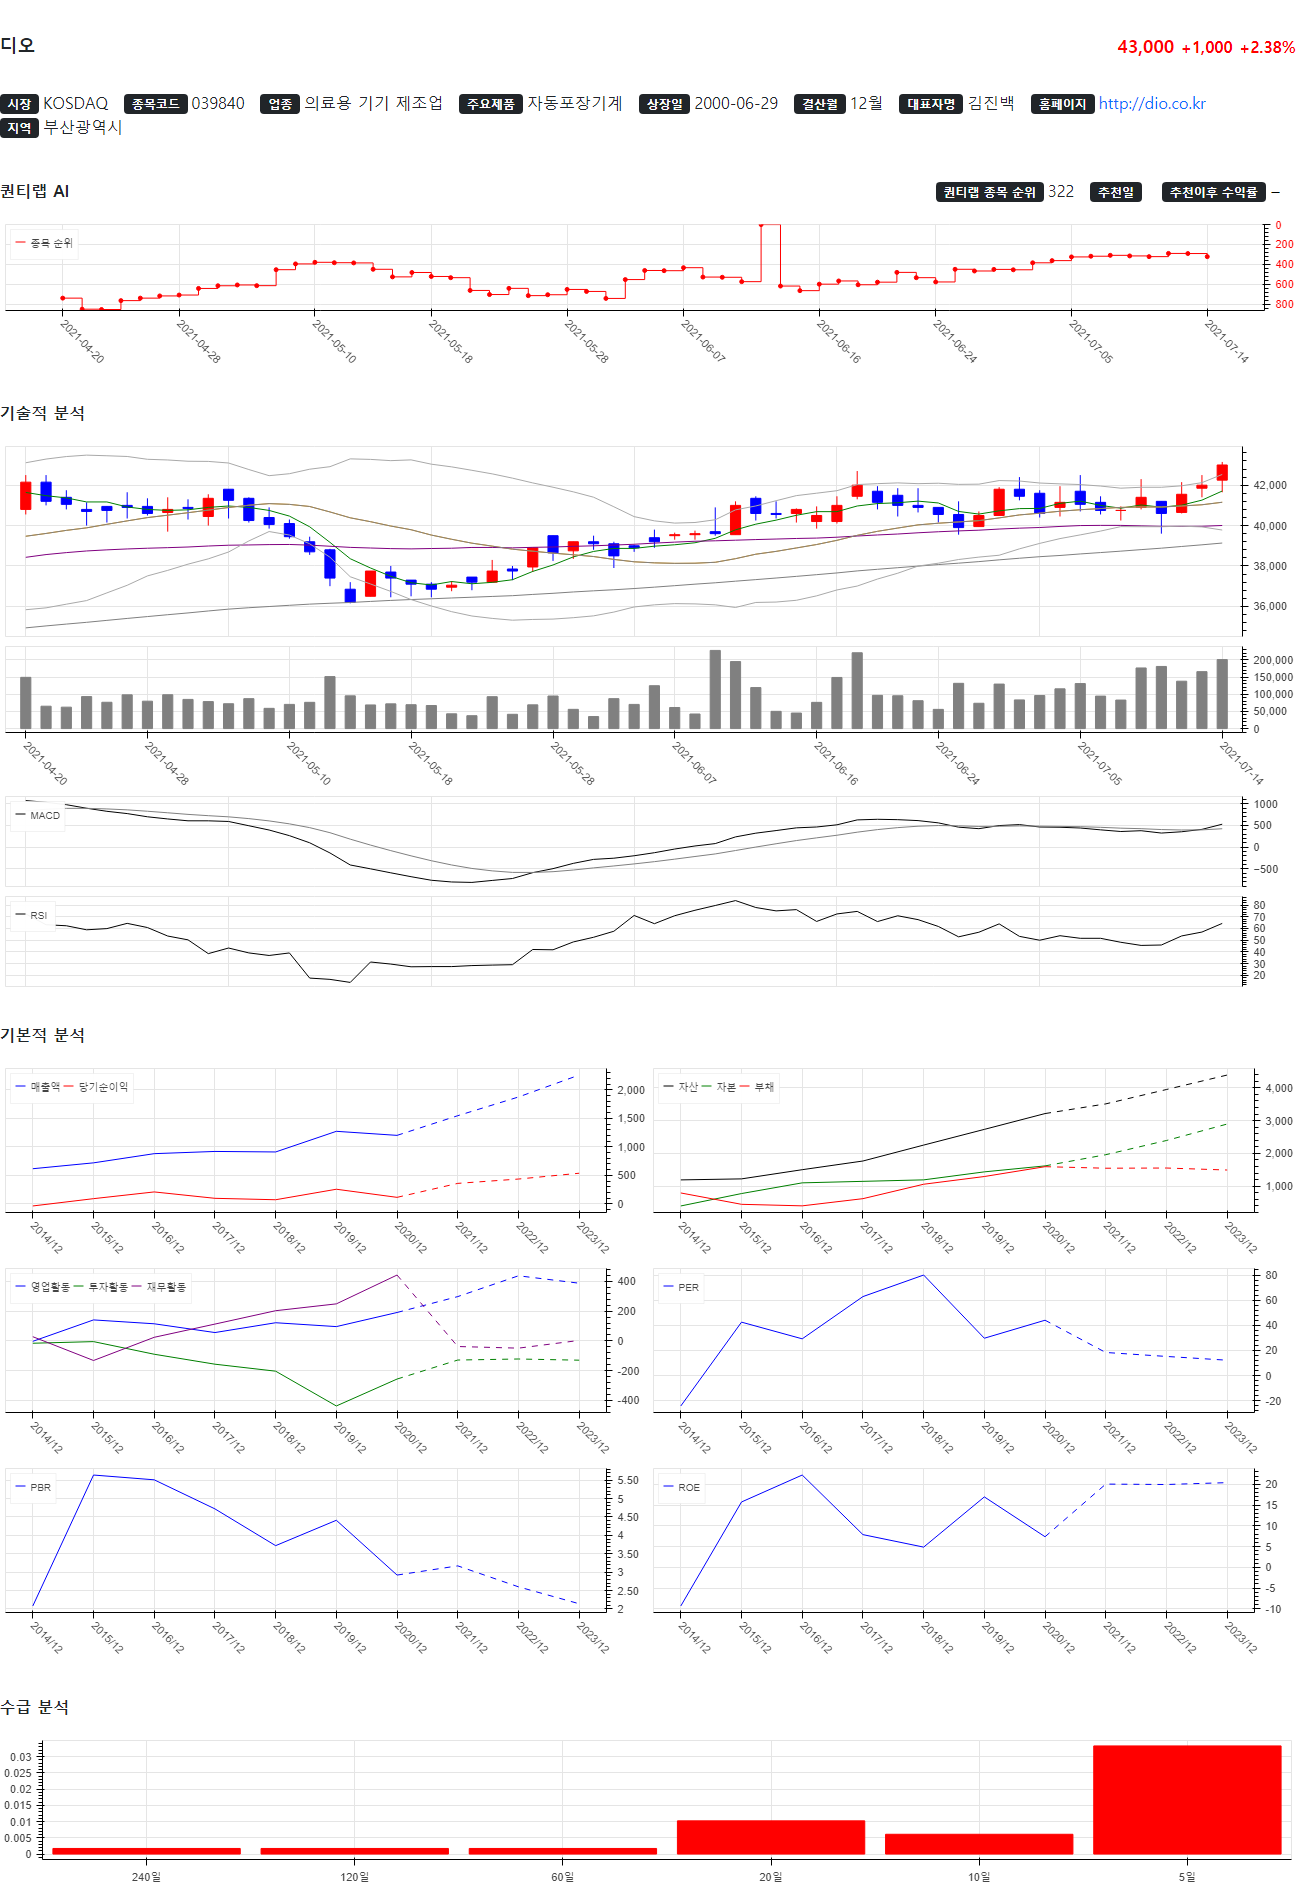 디오
43,000 +1,000 +2.38%
시장 KOSDAQ 종목코드 039840 업종 의료용 기기 제조업 주요제품 자동포장기계 상장일 2000-06-29 결산월 12월 대표자명 김진백 홈페이지 http://dio.co.kr
지역 부산광역시
퀀티랩 AI
퀀티랩 종목 순위 322 추천일 추천이후 수익률 –
종목 순위
0
200
400
600
800
2021-04-20 2021-04-28 2021-05-10 2021-05-18 2021-05-28 2021-06-07 2021-06-16 2021-06-24 2021-07-05 2021-07-14
기술적 분석
42,000
40,000
38,000
36,000
200,000
150,000
100,000
50,000
0
2021-04-20 2021-04-28 2021-05-10 2021-05-18 2021-05-28 2021-06-07 2021-06-16 2021-06-24 2021-07-05 2021-07-14
MACD
1000
500
0
−500
RSI
80
70
60
50
40
30
20
기본적 분석
매출액 당기순이익
2,000
1,500
1,000
500
0
2014/12 2015/12 2016/12 2017/12 2018/12 2019/12 2020/12 2021/12 2022/12 2023/12
자산 자본 부채
4,000
3,000
2,000
1,000
2014/12 2015/12 2016/12 2017/12 2018/12 2019/12 2020/12 2021/12 2022/12 2023/12
영업활동 투자활동 재무활동
400
200
0
-200
-400
2014/12 2015/12 2016/12 2017/12 2018/12 2019/12 2020/12 2021/12 2022/12 2023/12
PER
80
60
40
20
0
-20
2014/12 2015/12 2016/12 2017/12 2018/12 2019/12 2020/12 2021/12 2022/12 2023/12
PBR
5.50
5
4.50
4
3.50
3
2.50
2
2014/12 2015/12 2016/12 2017/12 2018/12 2019/12 2020/12 2021/12 2022/12 2023/12
ROE
20
15
10
5
0
-5
-10
2014/12 2015/12 2016/12 2017/12 2018/12 2019/12 2020/12 2021/12 2022/12 2023/12
수급 분석
0.03
0.025
0.02
0.015
0.01
0.005
0
240일 120일 60일 20일 10일 5일